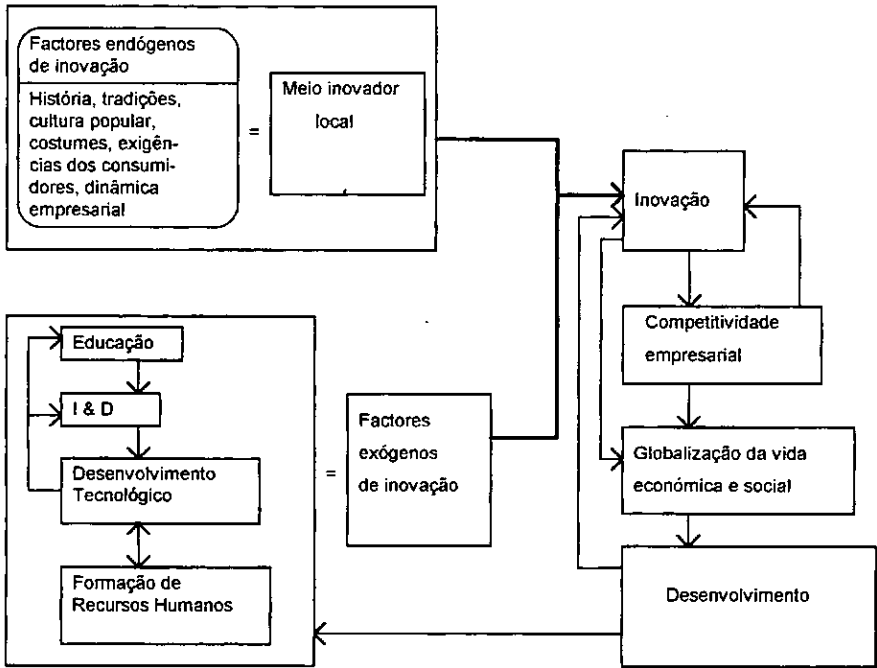 Factores endógenos
de inovação
História, tradições,
cultura popular,
costumes, exigên-
cias dos consumi-
dores, dinâmica
empresarial
=
Meio inovador
local
Inovação
Competitividade
empresarial
Globalização da vida
económica e social
Desenvolvimento
Educação
I & D
Desenvolvimento
Tecnológico
Formação de
Recursos Humanos
=
Factores
exógenos
de inovação